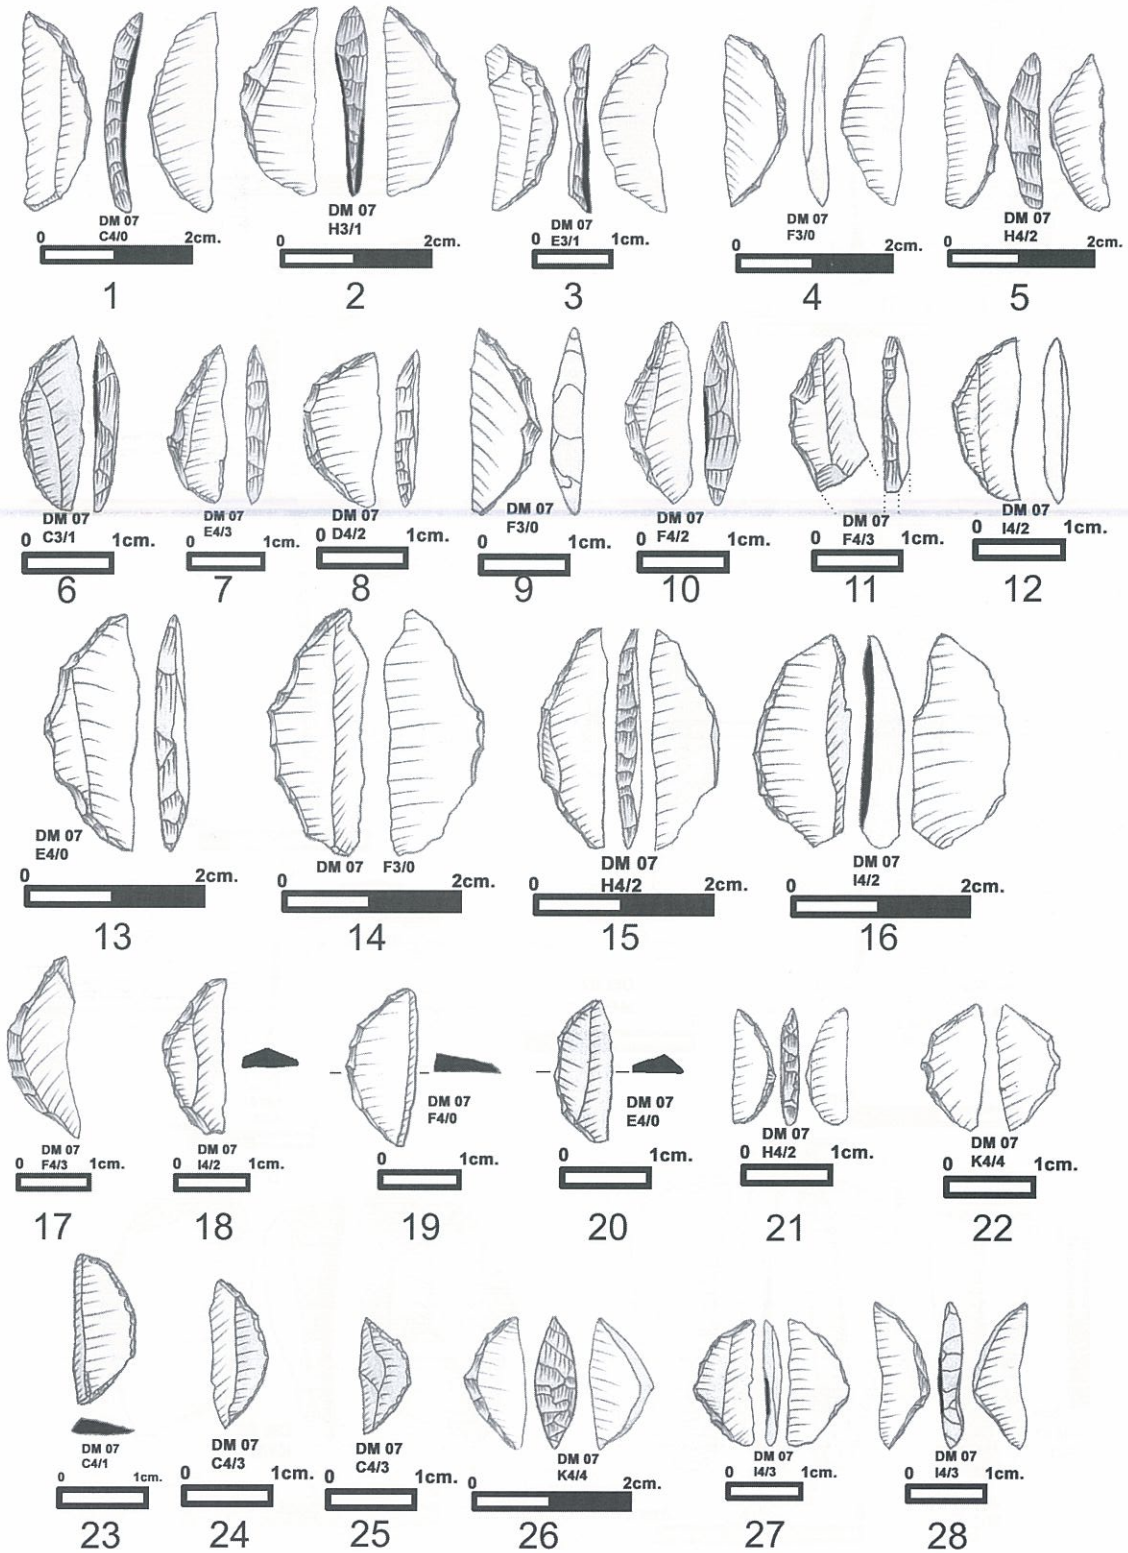 DM 07
C4/0
0 2cm.
1
DM 07
H3/1
0 2cm.
2
DM 07
E3/1
0 1cm.
3
DM 07
F3/0
0 2cm.
4
DM 07
H4/2
0 2cm.
5
DM 07
C3/1
0 1cm.
6
DM 07
E4/3
0 1cm.
7
DM 07
D4/2
0 1cm.
8
DM 07
F3/0
0 1cm.
9
DM 07
F4/2
0 1cm.
10
DM 07
F4/3
0 1cm.
11
DM 07
I4/2
0 1cm.
12
DM 07
E4/0
0 2cm.
13
DM 07 F3/0
0 2cm.
14
DM 07
H4/2
0 2cm.
15
DM 07
I4/2
0 2cm.
16
DM 07
F4/3
0 1cm.
17
DM 07
I4/2
0 1cm.
18
DM 07
F4/0
0 1cm.
19
DM 07
E4/0
0 1cm.
20
DM 07
H4/2
0 1cm.
21
DM 07
K4/4
0 1cm.
22
DM 07
C4/1
0 1cm.
23
DM 07
C4/3
0 1cm.
24
DM 07
C4/3
0 1cm.
25
DM 07
K4/4
0 2cm.
26
DM 07
I4/3
0 1cm.
27
DM 07
I4/3
0 1cm.
28